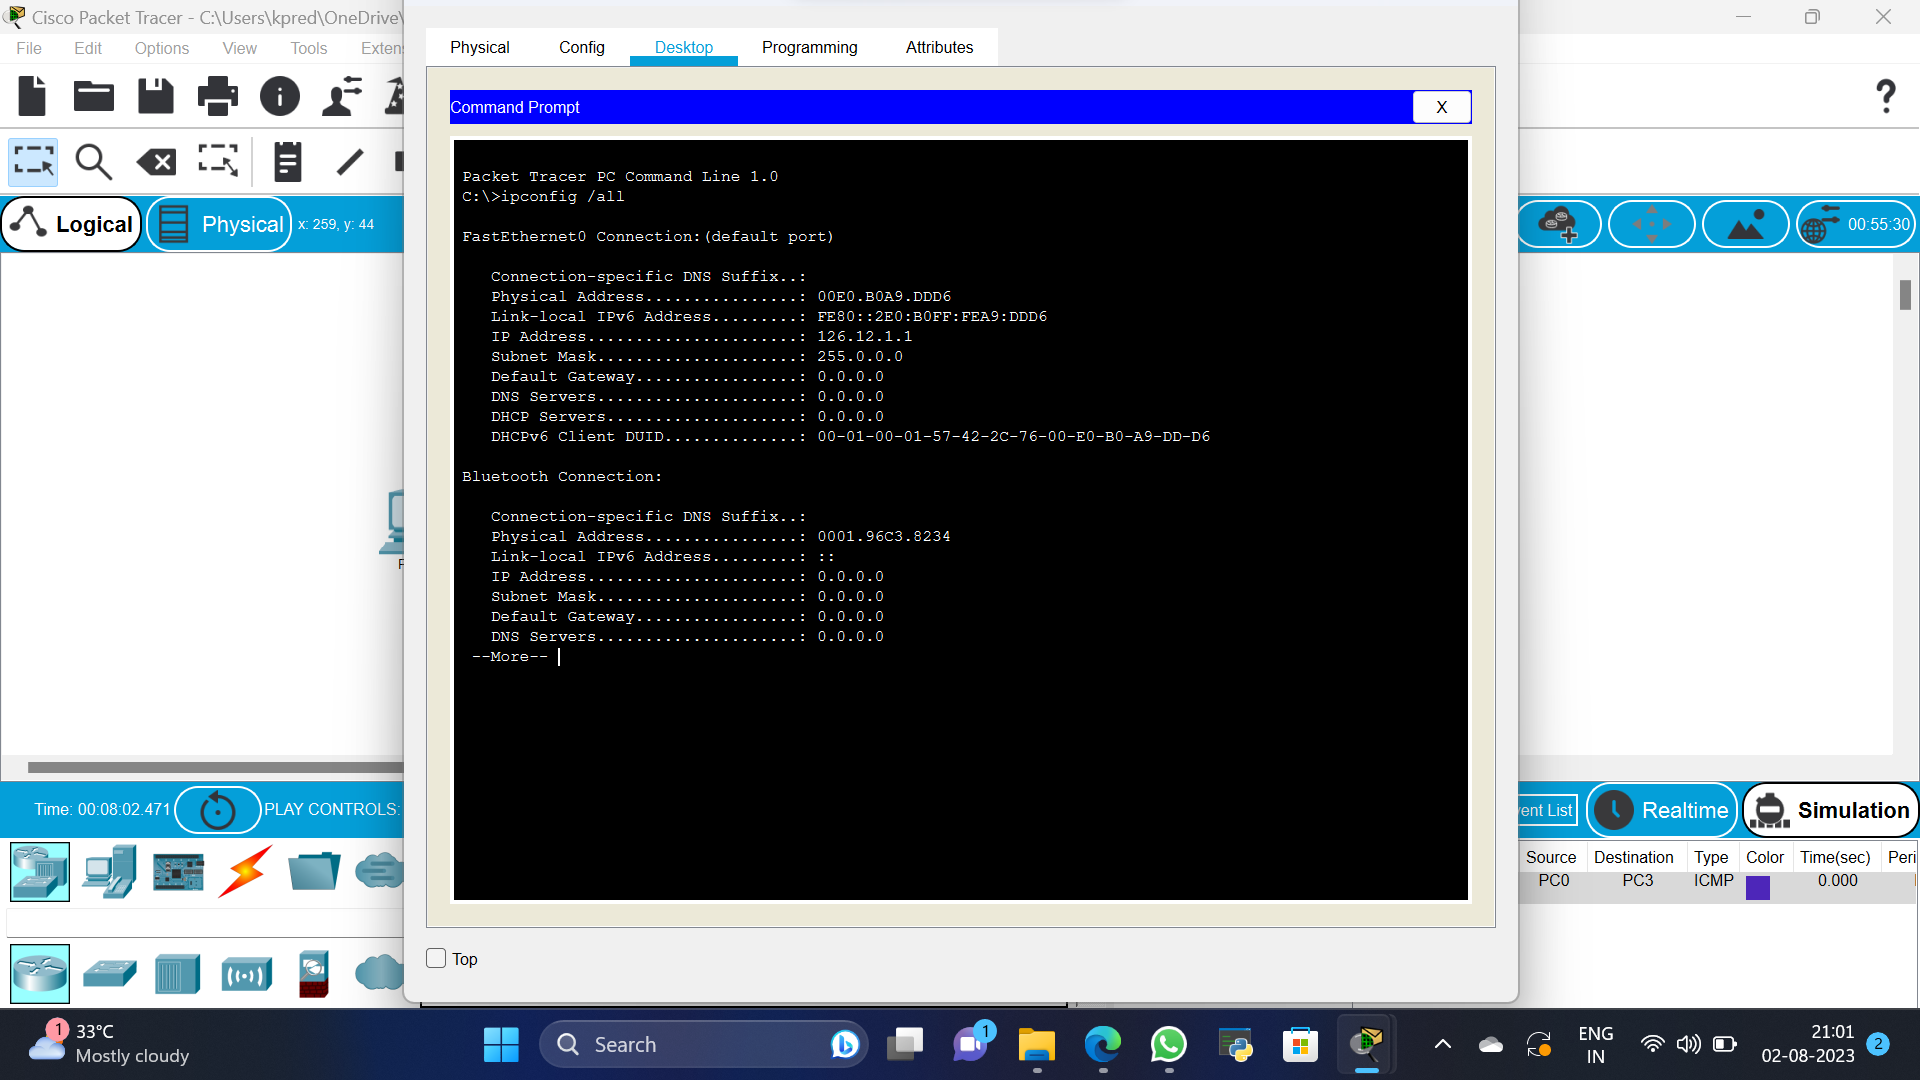 Cisco Packet Tracer - C:\Users\kpred\OneDrive\
File Edit Options View Tools Exten
Physical Config Desktop Programming Attributes
Command Prompt X
Logical Physical x: 259, y: 44
00:55:30
Packet Tracer PC Command Line 1.0
C:\>ipconfig /all
FastEthernet0 Connection:(default port)
Connection-specific DNS Suffix..:
Physical Address................: 00E0.B0A9.DDD6
Link-local IPv6 Address.........: FE80::2E0:B0FF:FEA9:DDD6
IP Address......................: 126.12.1.1
Subnet Mask.....................: 255.0.0.0
Default Gateway.................: 0.0.0.0
DNS Servers.....................: 0.0.0.0
DHCP Servers....................: 0.0.0.0
DHCPv6 Client DUID..............: 00-01-00-01-57-42-2C-76-00-E0-B0-A9-DD-D6
Bluetooth Connection:
Connection-specific DNS Suffix..:
Physical Address................: 0001.96C3.8234
Link-local IPv6 Address.........: ::
IP Address......................: 0.0.0.0
Subnet Mask.....................: 0.0.0.0
Default Gateway.................: 0.0.0.0
DNS Servers.....................: 0.0.0.0
--More--
Time: 00:08:02.471 PLAY CONTROLS:
vent List Realtime Simulation
Source Destination Type Color Time(sec) Peri
PC0 PC3 ICMP 0.000
Top
1 33°C
Mostly cloudy
Search
1
ENG
IN
21:01
02-08-2023
2